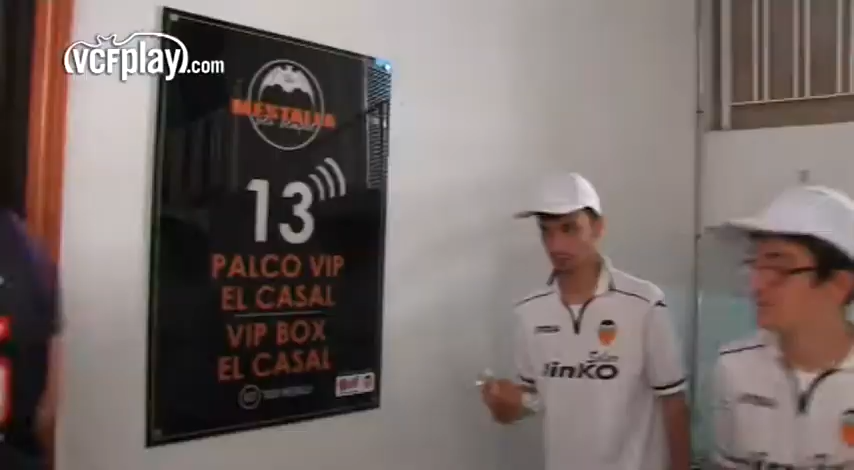 VCFplay.com
MESTALLA
13
PALCO VIP
EL CASAL
VIP BOX
EL CASAL
JinKO